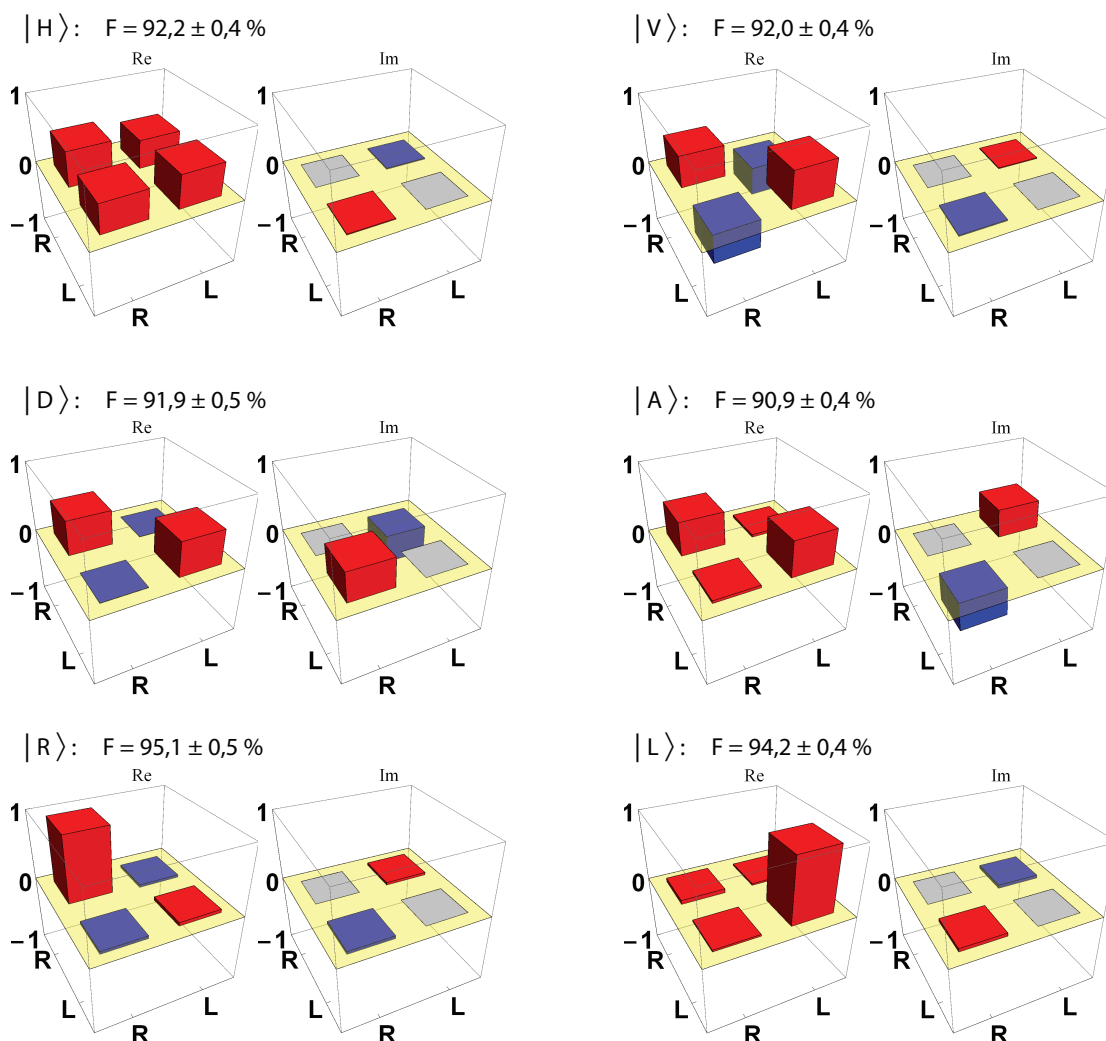 | H ⟩ : F = 92,2 ± 0,4 %
Re
Im
1
0
−1
R
L
R
L
1
0
−1
R
L
R
L
| V ⟩ : F = 92,0 ± 0,4 %
Re
Im
1
0
−1
R
L
R
L
1
0
−1
R
L
R
L
| D ⟩ : F = 91,9 ± 0,5 %
Re
Im
1
0
−1
R
L
R
L
1
0
−1
R
L
R
L
| A ⟩ : F = 90,9 ± 0,4 %
Re
Im
1
0
−1
R
L
R
L
1
0
−1
R
L
R
L
| R ⟩ : F = 95,1 ± 0,5 %
Re
Im
1
0
−1
R
L
R
L
1
0
−1
R
L
R
L
| L ⟩ : F = 94,2 ± 0,4 %
Re
Im
1
0
−1
R
L
R
L
1
0
−1
R
L
R
L